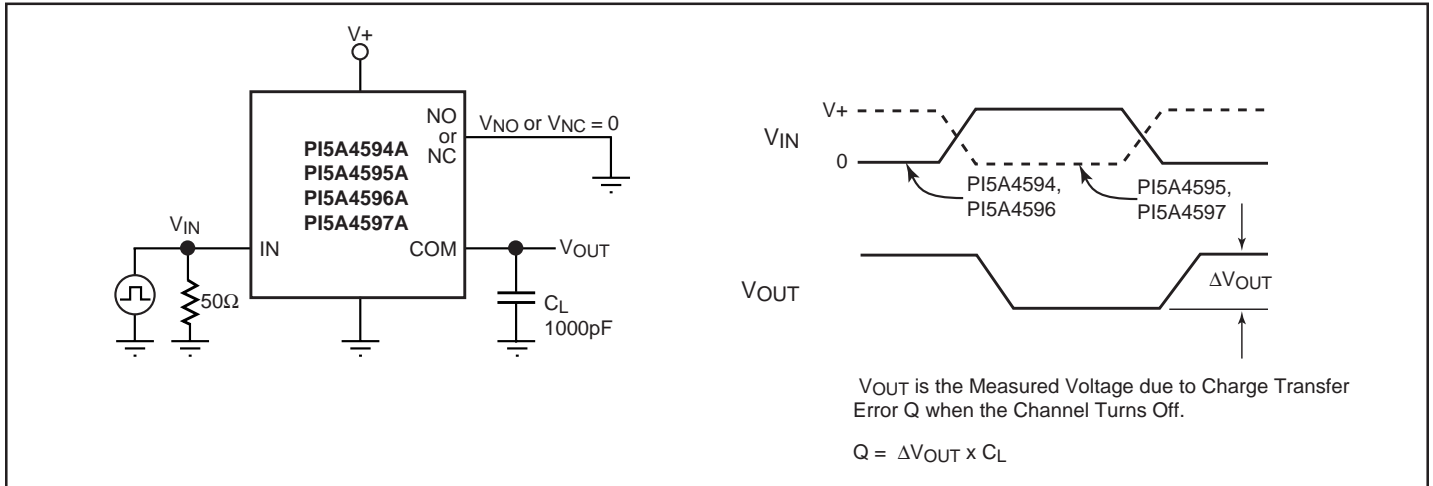 V+
NO
or
NC
VNO or VNC = 0
PI5A4594A
PI5A4595A
PI5A4596A
PI5A4597A
VIN
IN
COM
VOUT
50Ω
CL
1000pF
V+
VIN
0
PI5A4594,
PI5A4596
PI5A4595,
PI5A4597
VOUT
ΔVOUT
VOUT is the Measured Voltage due to Charge Transfer
Error Q when the Channel Turns Off.
Q = ΔVOUT x CL